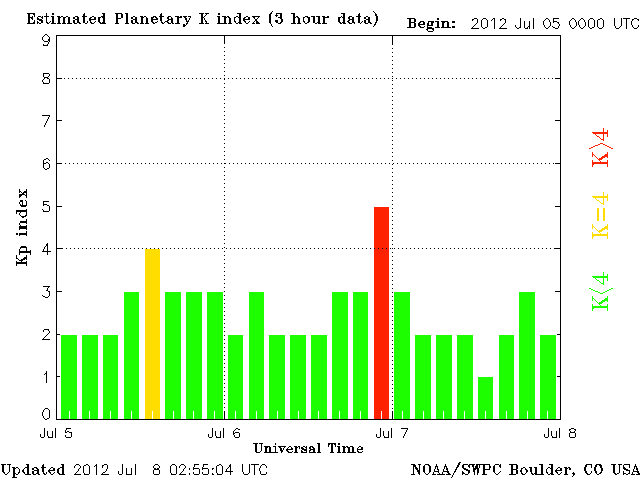 Estimated Planetary K index (3 hour data) Begin: 2012 Jul 05 0000 UTC
9
8
7
6
5
4
3
2
1
0
Kp index
K>4
K=4
K<4
Jul 5 Jul 6 Jul 7 Jul 8
Universal Time
Updated 2012 Jul 8 02:55:04 UTC NOAA/SWPC Boulder, CO USA